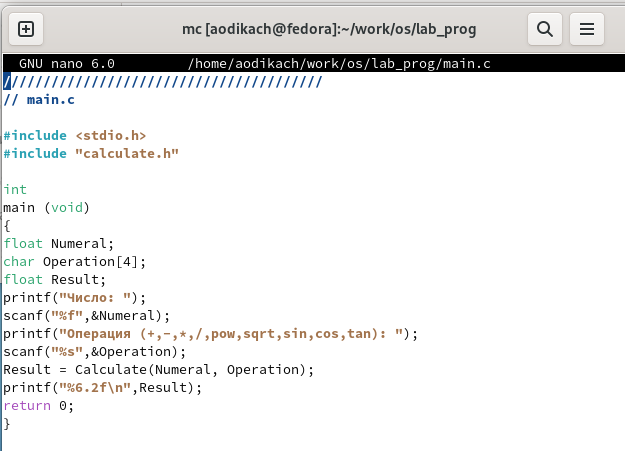 mc [aodikach@fedora]:~/work/os/lab_prog
GNU nano 6.0 /home/aodikach/work/os/lab_prog/main.c
////////////////////////////////////////
// main.c
#include <stdio.h>
#include "calculate.h"
int
main (void)
{
float Numeral;
char Operation[4];
float Result;
printf("Число: ");
scanf("%f",&Numeral);
printf("Операция (+,-,*,/,pow,sqrt,sin,cos,tan): ");
scanf("%s",&Operation);
Result = Calculate(Numeral, Operation);
printf("%6.2f\n",Result);
return 0;
}